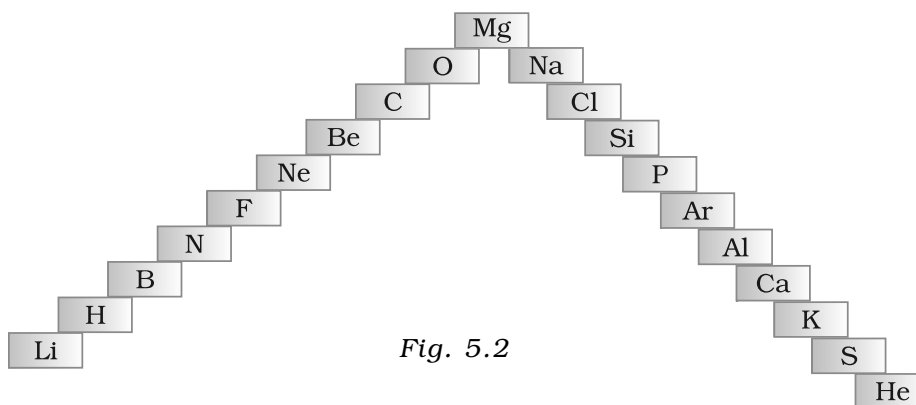 Mg
O Na
C Cl
Be Si
Ne P
F Ar
N Al
B Ca
H K
Li Fig. 5.2 S
He